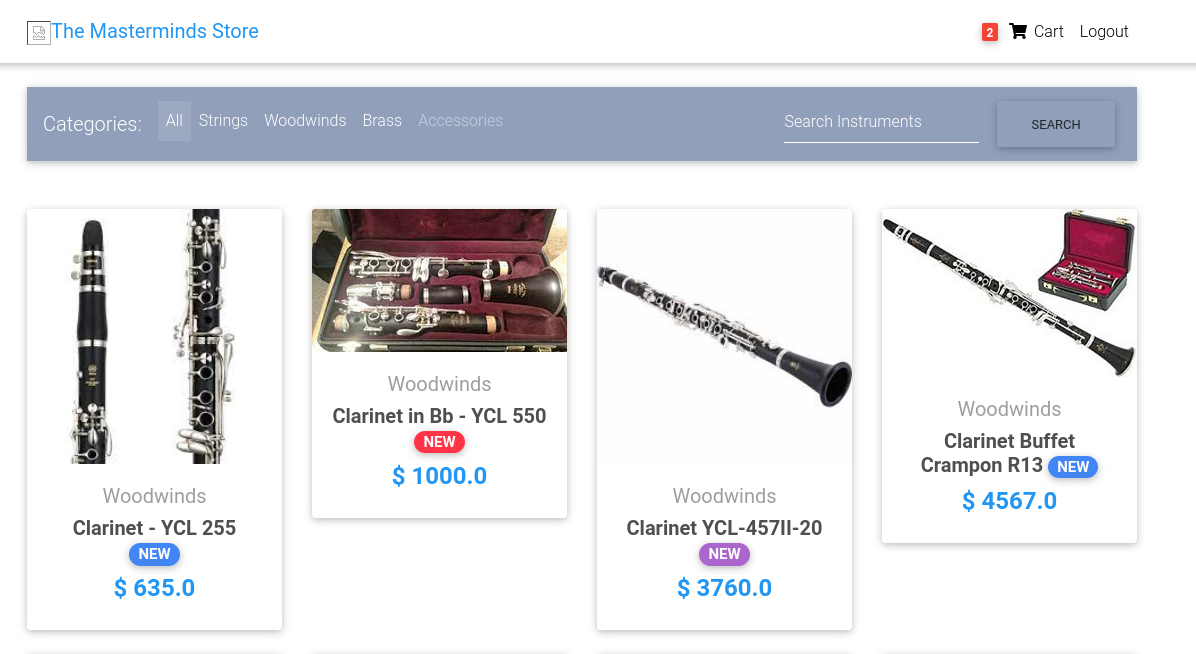 The Masterminds Store
2 Cart Logout
Categories: All Strings Woodwinds Brass Accessories Search Instruments SEARCH
Woodwinds
Clarinet - YCL 255
NEW
$ 635.0
Woodwinds
Clarinet in Bb - YCL 550
NEW
$ 1000.0
Woodwinds
Clarinet YCL-457II-20
NEW
$ 3760.0
Woodwinds
Clarinet Buffet
Crampon R13 NEW
$ 4567.0